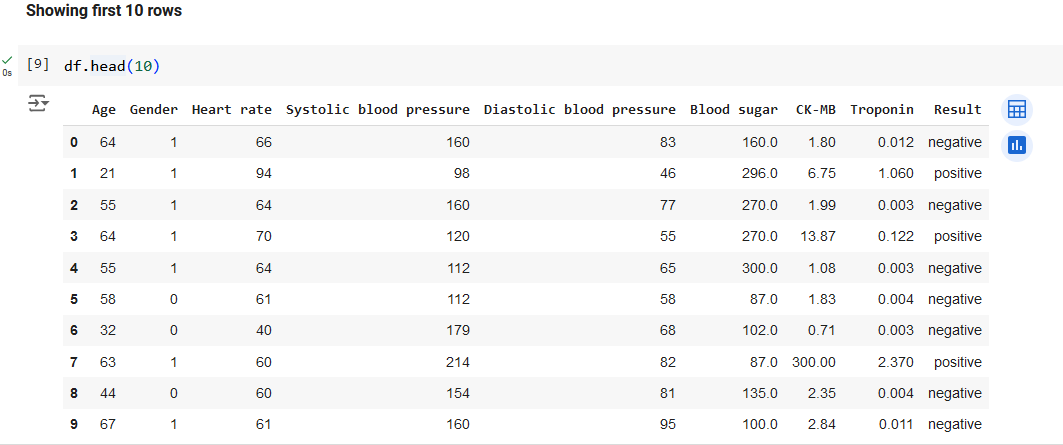 Showing first 10 rows
[9] df.head(10)
0s
Age Gender Heart rate Systolic blood pressure Diastolic blood pressure Blood sugar CK-MB Troponin Result
0 64 1 66 160 83 160.0 1.80 0.012 negative
1 21 1 94 98 46 296.0 6.75 1.060 positive
2 55 1 64 160 77 270.0 1.99 0.003 negative
3 64 1 70 120 55 270.0 13.87 0.122 positive
4 55 1 64 112 65 300.0 1.08 0.003 negative
5 58 0 61 112 58 87.0 1.83 0.004 negative
6 32 0 40 179 68 102.0 0.71 0.003 negative
7 63 1 60 214 82 87.0 300.00 2.370 positive
8 44 0 60 154 81 135.0 2.35 0.004 negative
9 67 1 61 160 95 100.0 2.84 0.011 negative